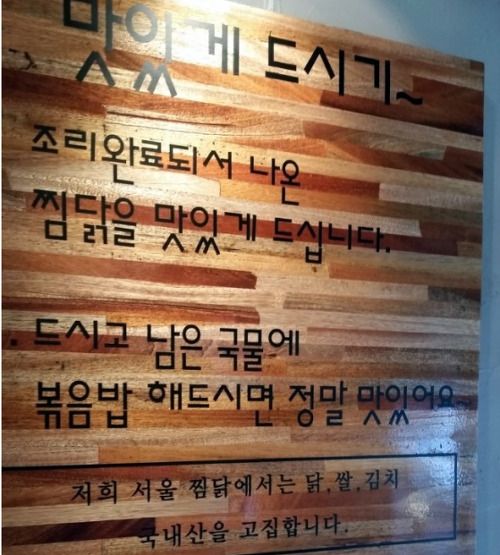 맛있게 드시기~
조리완료되서 나온
찜닭을 맛있게 드십니다.
. 드시고 남은 국물에
볶음밥 해드시면 정말 맛있어요
저희 서울 찜닭에서는 닭,쌀,김치
국내산을 고집합니다.